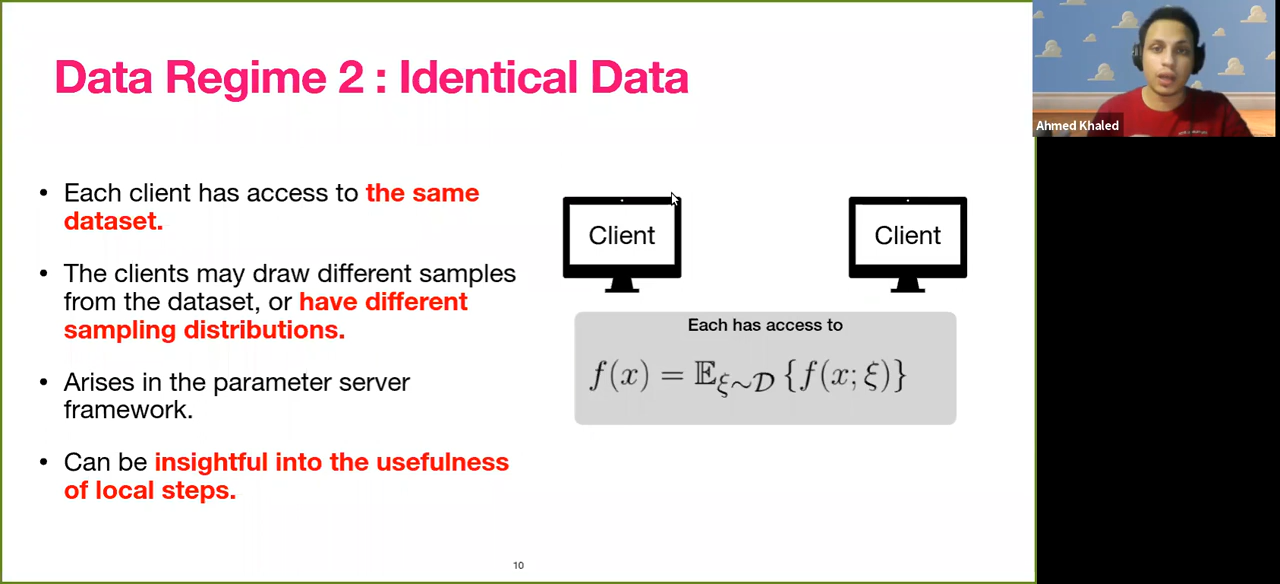 Data Regime 2 : Identical Data
• Each client has access to the same
dataset.
• The clients may draw different samples
from the dataset, or have different
sampling distributions.
• Arises in the parameter server
framework.
• Can be insightful into the usefulness
of local steps.
Client
Client
Each has access to
f(x) = 𝔼_{ξ∼𝒟} {f(x; ξ)}
10
Ahmed Khaled